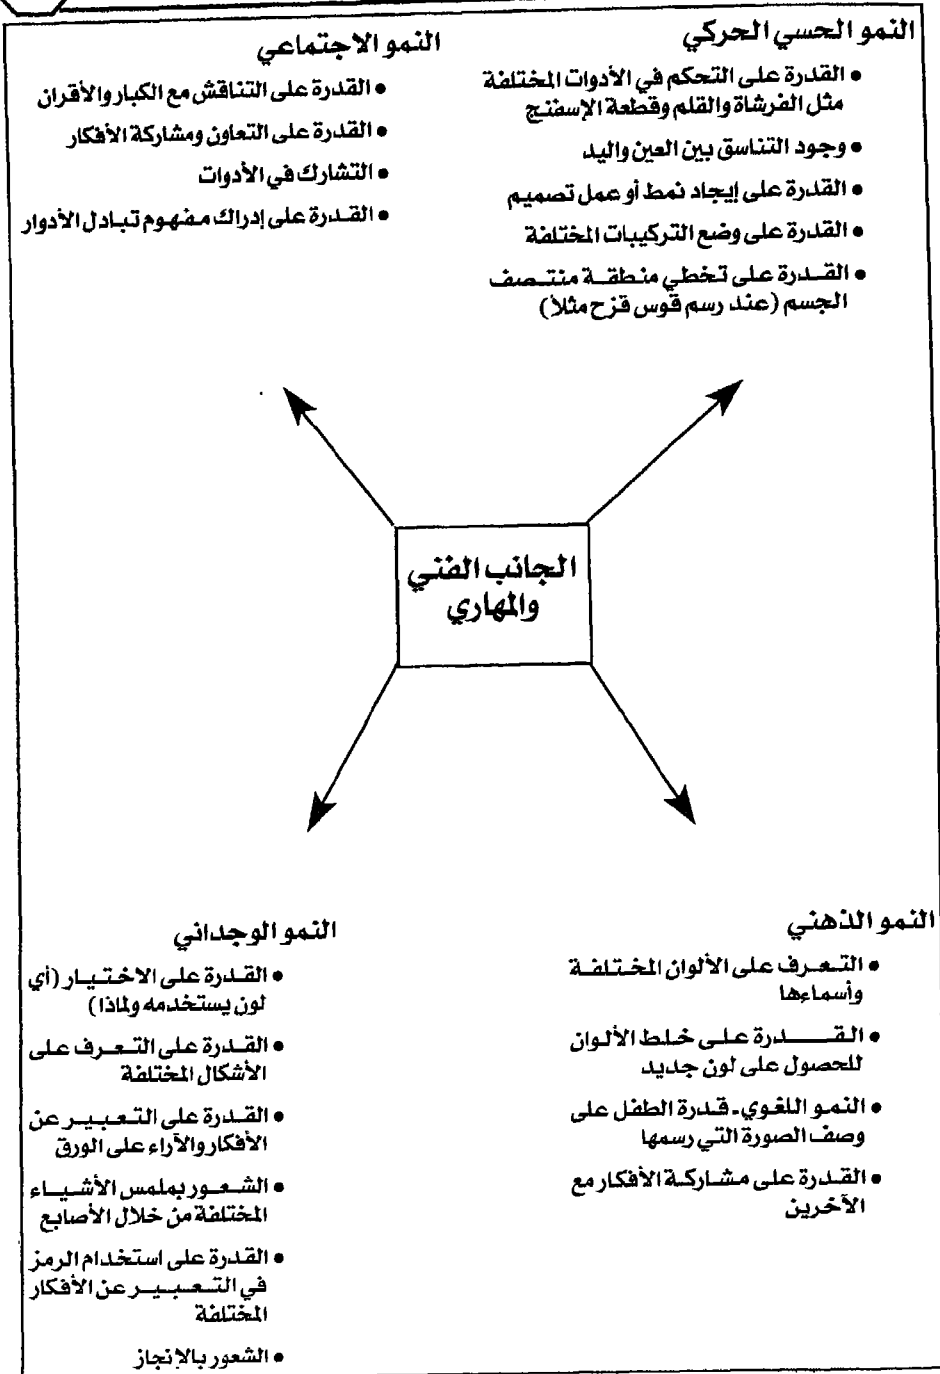 النمو الحسي الحركي
• القدرة على التحكم في الأدوات المختلفة
مثل الفرشاة والقلم وقطعة الإسفنج
• وجود التناسق بين العين واليد
• القدرة على إيجاد نمط أو عمل تصميم
• القدرة على وضع التركيبات المختلفة
• القدرة على تخطي منطقة منتصف
الجسم (عند رسم قوس قزح مثلاً)
النمو الاجتماعي
• القدرة على التناقش مع الكبار والأقران
• القدرة على التعاون ومشاركة الأفكار
• التشارك في الأدوات
• القدرة على إدراك مفهوم تبادل الأدوار
الجانب الفني
والمهاري
النمو الذهني
• التعرف على الألوان المختلفة
وأسماءها
• القدرة على خلط الألوان
للحصول على لون جديد
• النمو اللغوي. قدرة الطفل على
وصف الصورة التي رسمها
• القدرة على مشاركة الأفكار مع
الآخرين
النمو الوجداني
• القدرة على الاختيار (أي
لون يستخدمه ولماذا)
• القدرة على التعرف على
الأشكال المختلفة
• القدرة على التعبير عن
الأفكار والآراء على الورق
• الشعور بملمس الأشياء
المختلفة من خلال الأصابع
• القدرة على استخدام الرمز
في التعبير عن الأفكار
المختلفة
• الشعور بالإنجاز